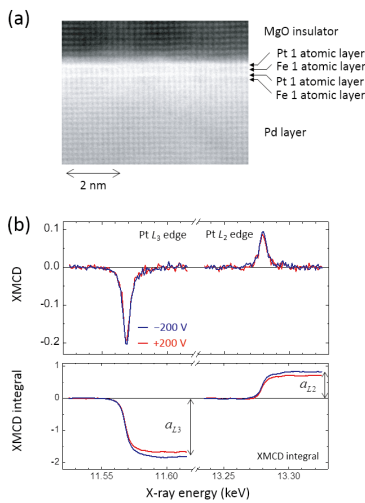 (a)
MgO insulator
Pt 1 atomic layer
Fe 1 atomic layer
Pt 1 atomic layer
Fe 1 atomic layer
Pd layer
2 nm
(b)
0.1
0.0
-0.1
-0.2
XMCD
Pt L3 edge
Pt L2 edge
−200 V
+200 V
1
0
-1
-2
XMCD integral
aL3
aL2
XMCD integral
11.55
11.60
13.25
13.30
X-ray energy (keV)